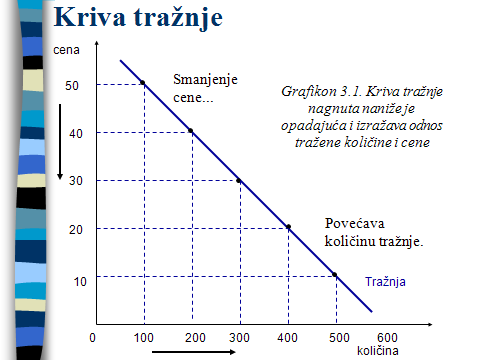 Kriva tražnje
cena
Smanjenje
cene...
Grafikon 3.1. Kriva tražnje
nagnuta naniže je
opadajuća i izražava odnos
tražene količine i cene
50
40
30
20
10
Povećava
količinu tražnje.
Tražnja
0 100 200 300 400 500 600
količina